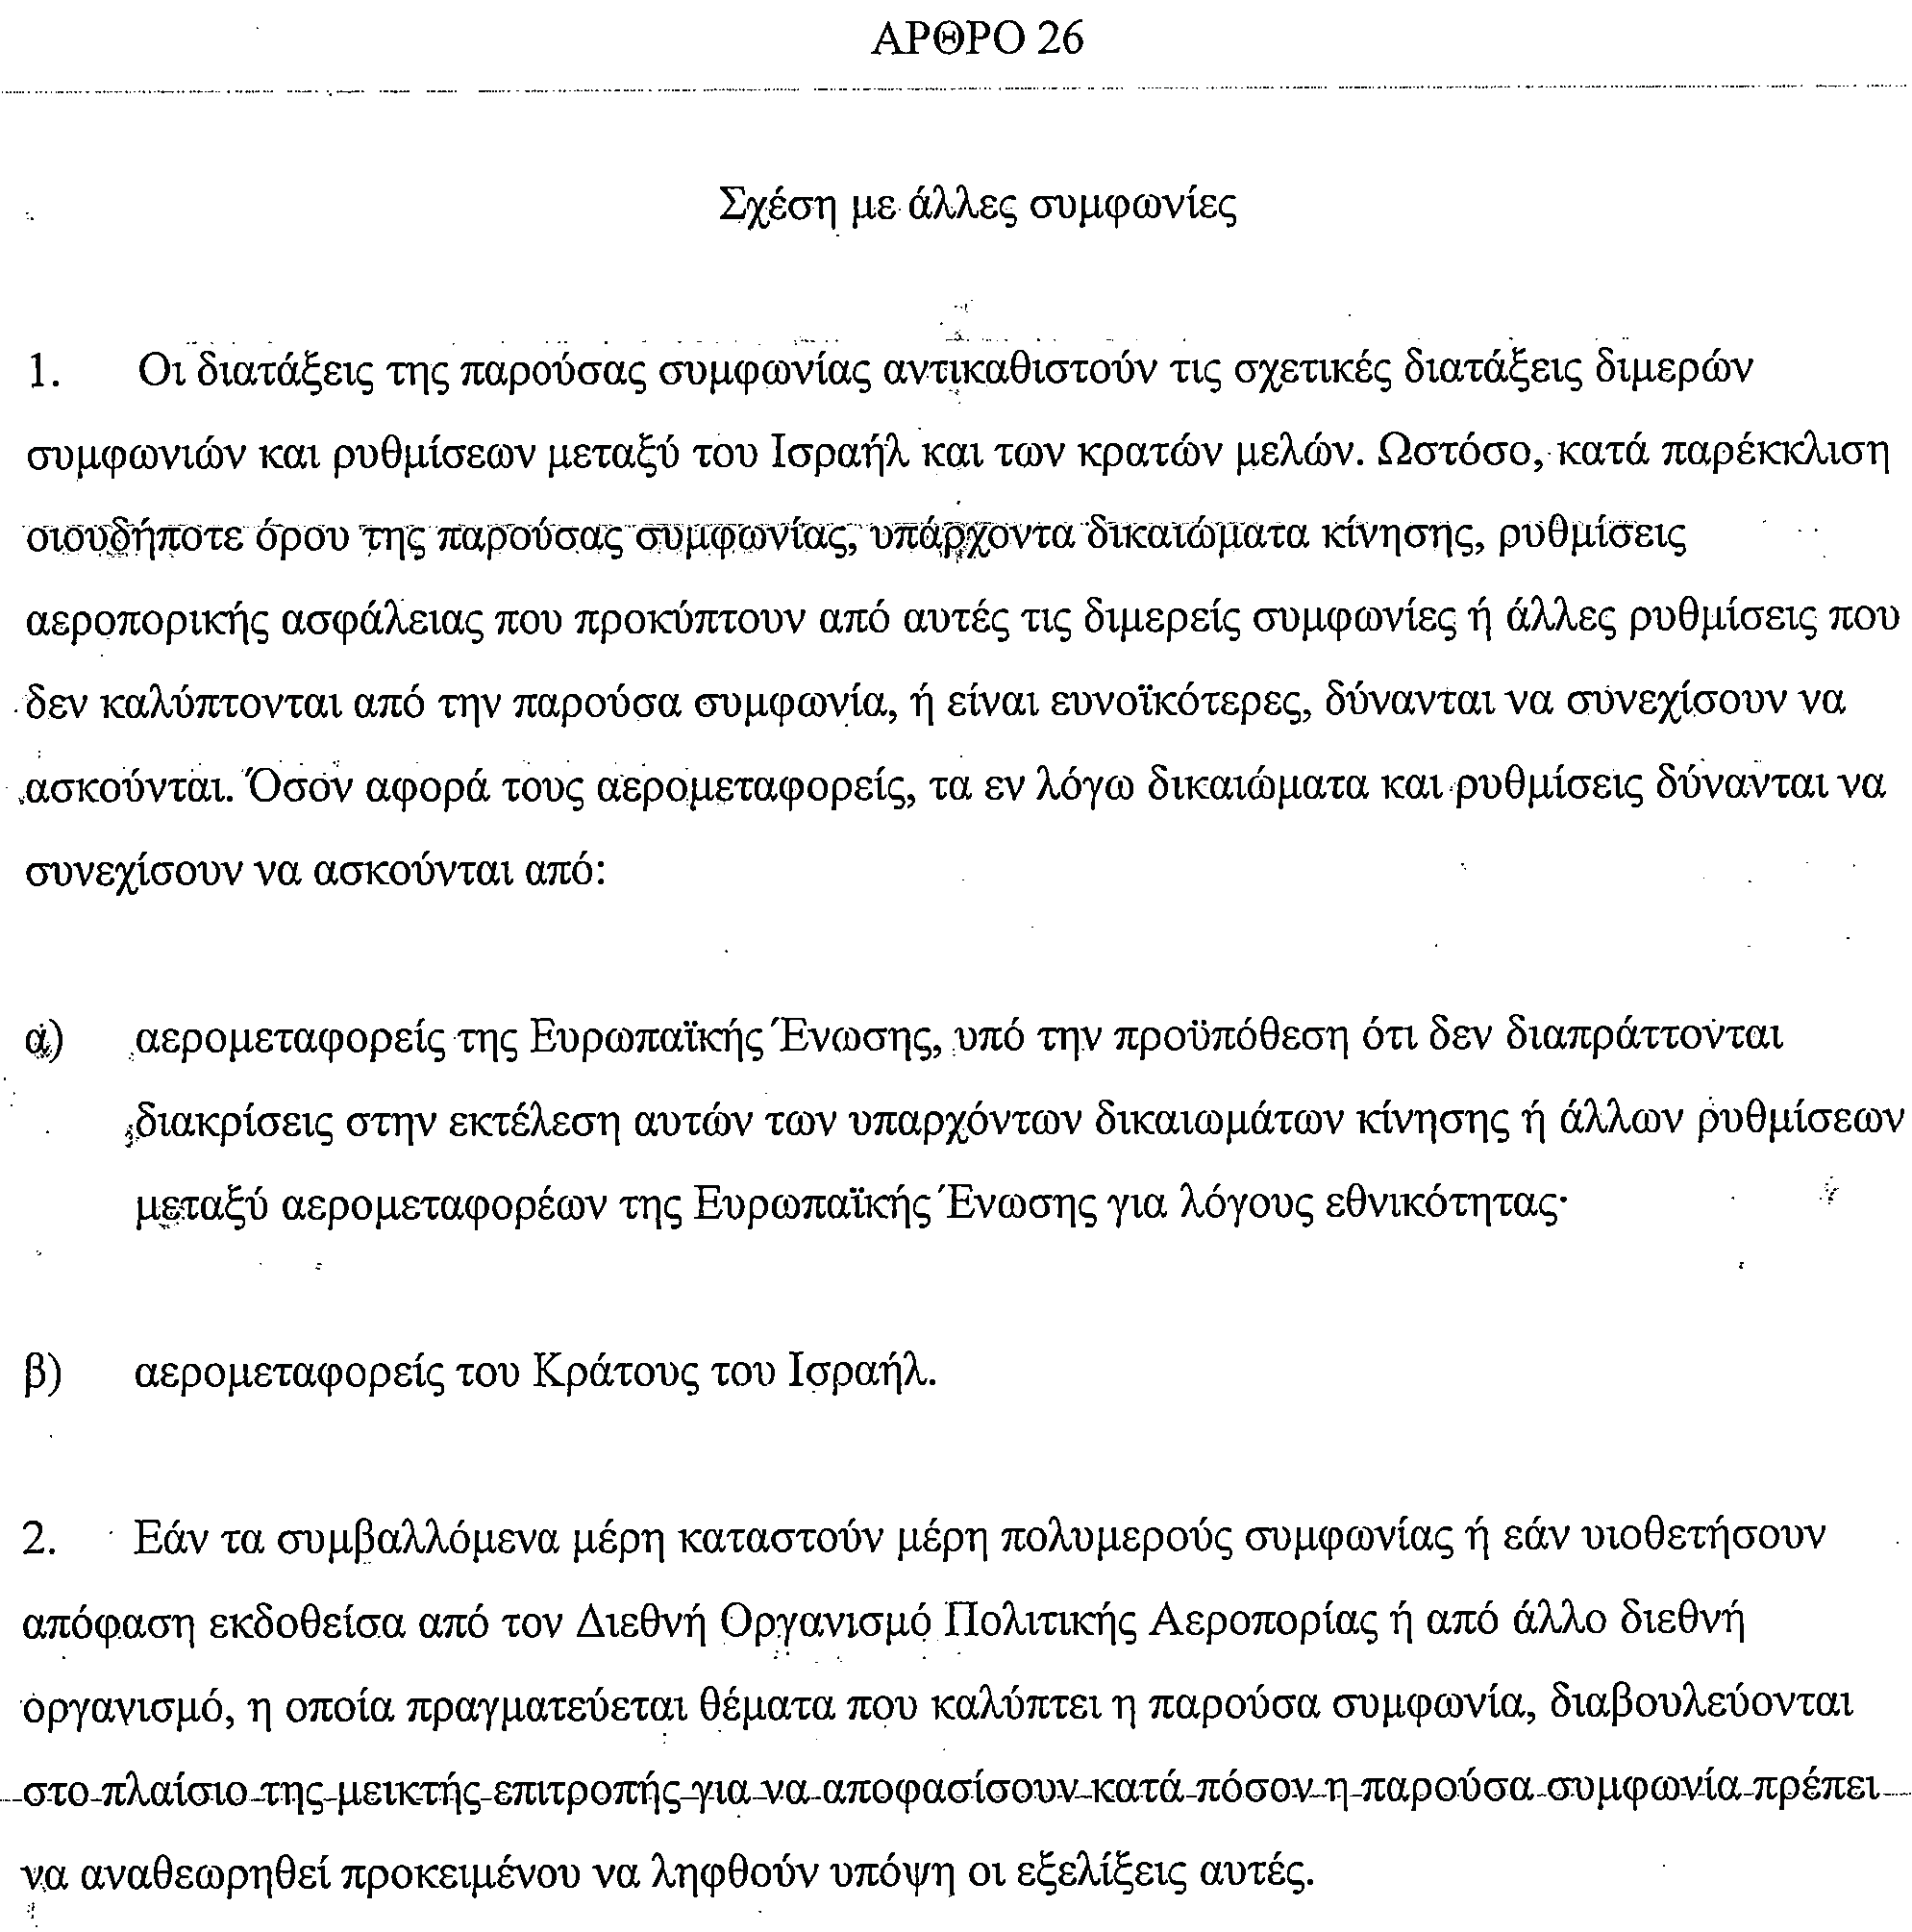 ΑΡΘΡΟ 26
Σχέση με άλλες συμφωνίες
1. Οι διατάξεις της παρούσας συμφωνίας αντικαθιστούν τις σχετικές διατάξεις διμερών
συμφωνιών και ρυθμίσεων μεταξύ του Ισραήλ και των κρατών μελών. Ωστόσο, κατά παρέκκλιση
οιουδήποτε όρου της παρούσας συμφωνίας, υπάρχοντα δικαιώματα κίνησης, ρυθμίσεις
αεροπορικής ασφάλειας που προκύπτουν από αυτές τις διμερείς συμφωνίες ή άλλες ρυθμίσεις που
δεν καλύπτονται από την παρούσα συμφωνία, ή είναι ευνοϊκότερες, δύνανται να συνεχίσουν να
ασκούνται. Όσον αφορά τους αερομεταφορείς, τα εν λόγω δικαιώματα και ρυθμίσεις δύνανται να
συνεχίσουν να ασκούνται από:
α) αερομεταφορείς της Ευρωπαϊκής Ένωσης, υπό την προϋπόθεση ότι δεν διαπράττονται
διακρίσεις στην εκτέλεση αυτών των υπαρχόντων δικαιωμάτων κίνησης ή άλλων ρυθμίσεων
μεταξύ αερομεταφορέων της Ευρωπαϊκής Ένωσης για λόγους εθνικότητας·
β) αερομεταφορείς του Κράτους του Ισραήλ.
2. Εάν τα συμβαλλόμενα μέρη καταστούν μέρη πολυμερούς συμφωνίας ή εάν υιοθετήσουν
απόφαση εκδοθείσα από τον Διεθνή Οργανισμό Πολιτικής Αεροπορίας ή από άλλο διεθνή
οργανισμό, η οποία πραγματεύεται θέματα που καλύπτει η παρούσα συμφωνία, διαβουλεύονται
στο πλαίσιο της μεικτής επιτροπής για να αποφασίσουν κατά πόσον η παρούσα συμφωνία πρέπει
να αναθεωρηθεί προκειμένου να ληφθούν υπόψη οι εξελίξεις αυτές.